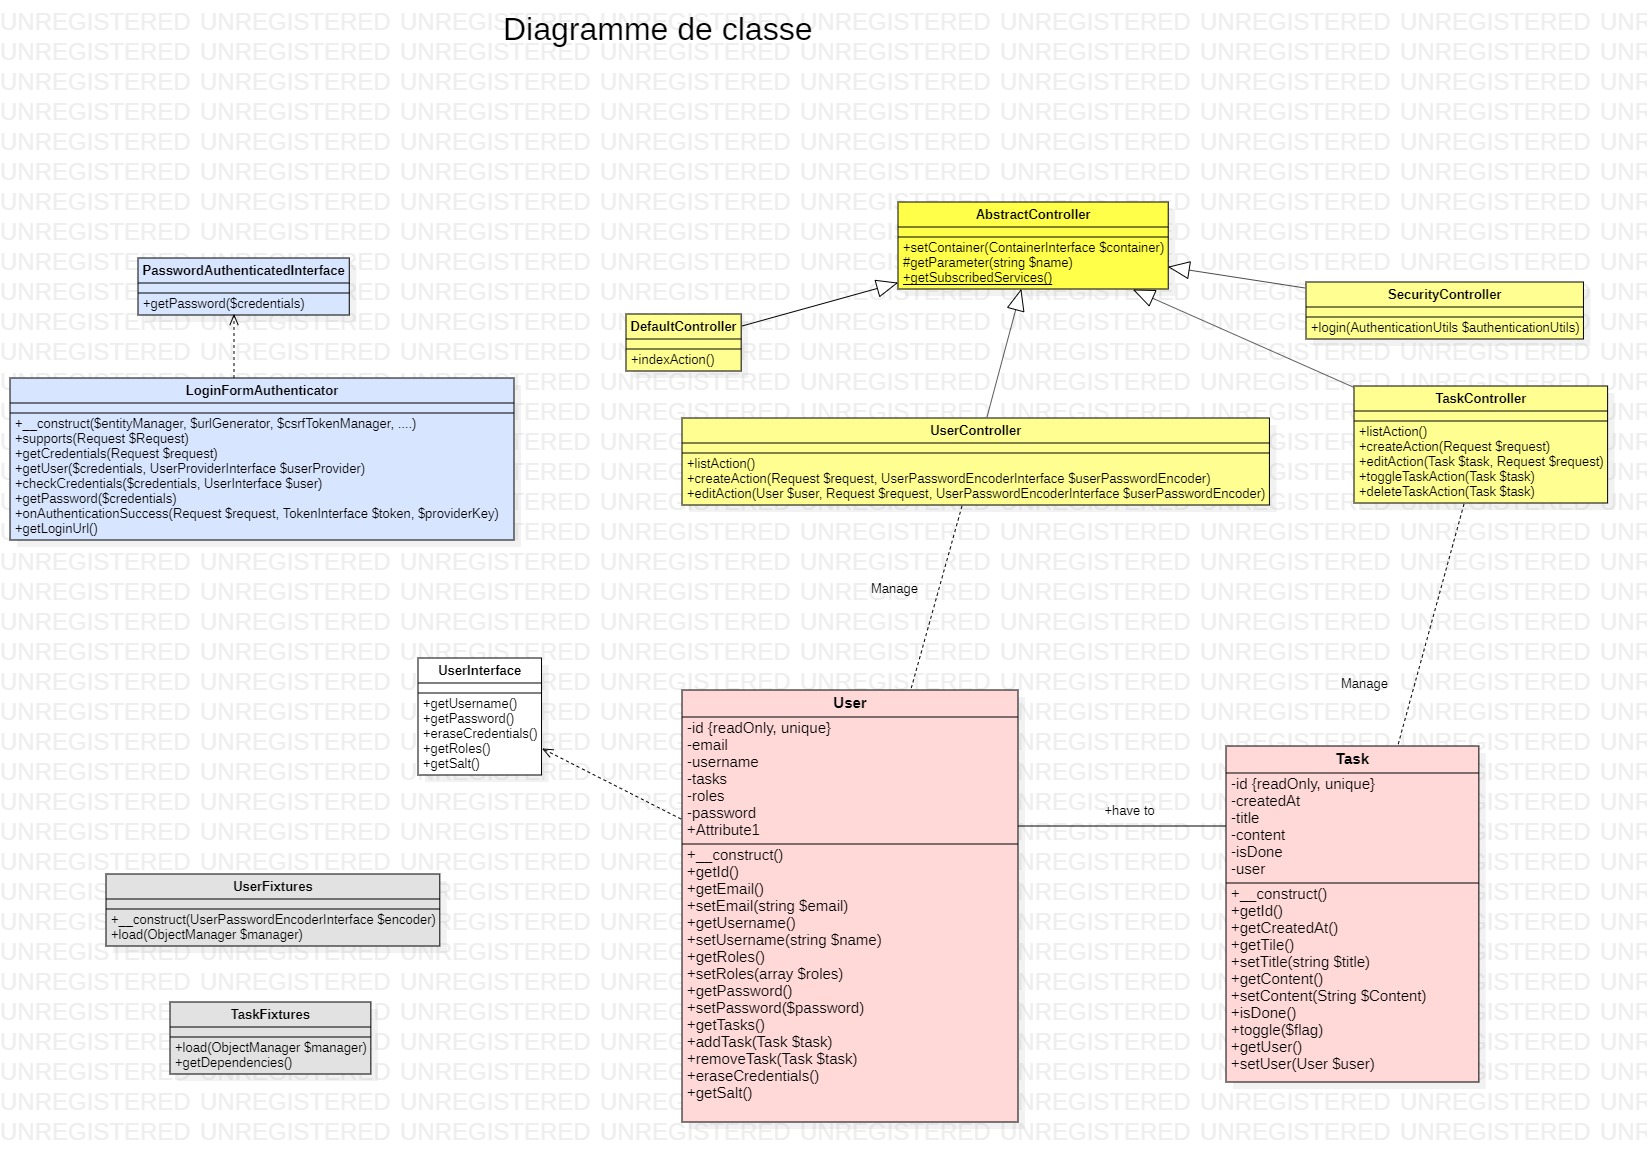 Diagramme de classe
AbstractController
+setContainer(ContainerInterface $container)
#getParameter(string $name)
+getSubscribedServices()
PasswordAuthenticatedInterface
+getPassword($credentials)
SecurityController
+login(AuthenticationUtils $authenticationUtils)
DefaultController
+indexAction()
LoginFormAuthenticator
+__construct($entityManager, $urlGenerator, $csrfTokenManager, ....)
+supports(Request $Request)
+getCredentials(Request $request)
+getUser($credentials, UserProviderInterface $userProvider)
+checkCredentials($credentials, UserInterface $user)
+getPassword($credentials)
+onAuthenticationSuccess(Request $request, TokenInterface $token, $providerKey)
+getLoginUrl()
UserController
+listAction()
+createAction(Request $request, UserPasswordEncoderInterface $userPasswordEncoder)
+editAction(User $user, Request $request, UserPasswordEncoderInterface $userPasswordEncoder)
TaskController
+listAction()
+createAction(Request $request)
+editAction(Task $task, Request $request)
+toggleTaskAction(Task $task)
+deleteTaskAction(Task $task)
Manage
Manage
UserInterface
+getUsername()
+getPassword()
+eraseCredentials()
+getRoles()
+getSalt()
User
-id {readOnly, unique}
-email
-username
-tasks
-roles
-password
+Attribute1
+__construct()
+getId()
+getEmail()
+setEmail(string $email)
+getUsername()
+setUsername(string $name)
+getRoles()
+setRoles(array $roles)
+getPassword()
+setPassword($password)
+getTasks()
+addTask(Task $task)
+removeTask(Task $task)
+eraseCredentials()
+getSalt()
+have to
Task
-id {readOnly, unique}
-createdAt
-title
-content
-isDone
-user
+__construct()
+getId()
+getCreatedAt()
+getTile()
+setTitle(string $title)
+getContent()
+setContent(String $Content)
+isDone()
+toggle($flag)
+getUser()
+setUser(User $user)
UserFixtures
+__construct(UserPasswordEncoderInterface $encoder)
+load(ObjectManager $manager)
TaskFixtures
+load(ObjectManager $manager)
+getDependencies()
UNREGISTERED